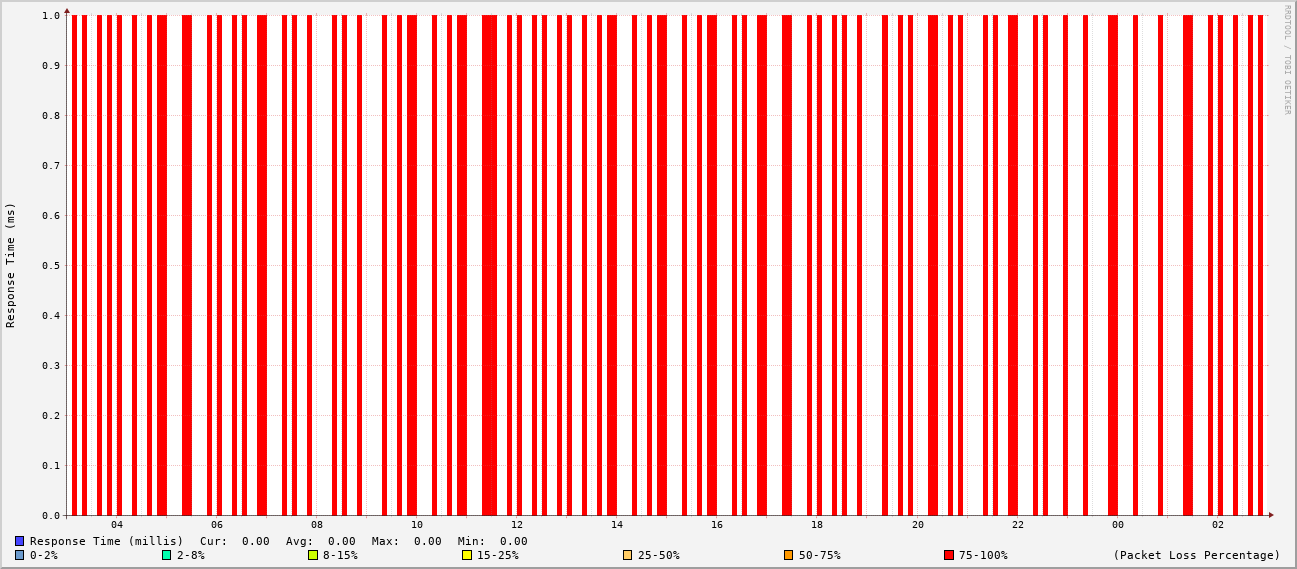 RRDTOOL / TOBI OETIKER
Response Time (ms)
1.0
0.9
0.8
0.7
0.6
0.5
0.4
0.3
0.2
0.1
0.0
04 06 08 10 12 14 16 18 20 22 00 02
Response Time (millis) Cur: 0.00 Avg: 0.00 Max: 0.00 Min: 0.00
0-2% 2-8% 8-15% 15-25% 25-50% 50-75% 75-100% (Packet Loss Percentage)